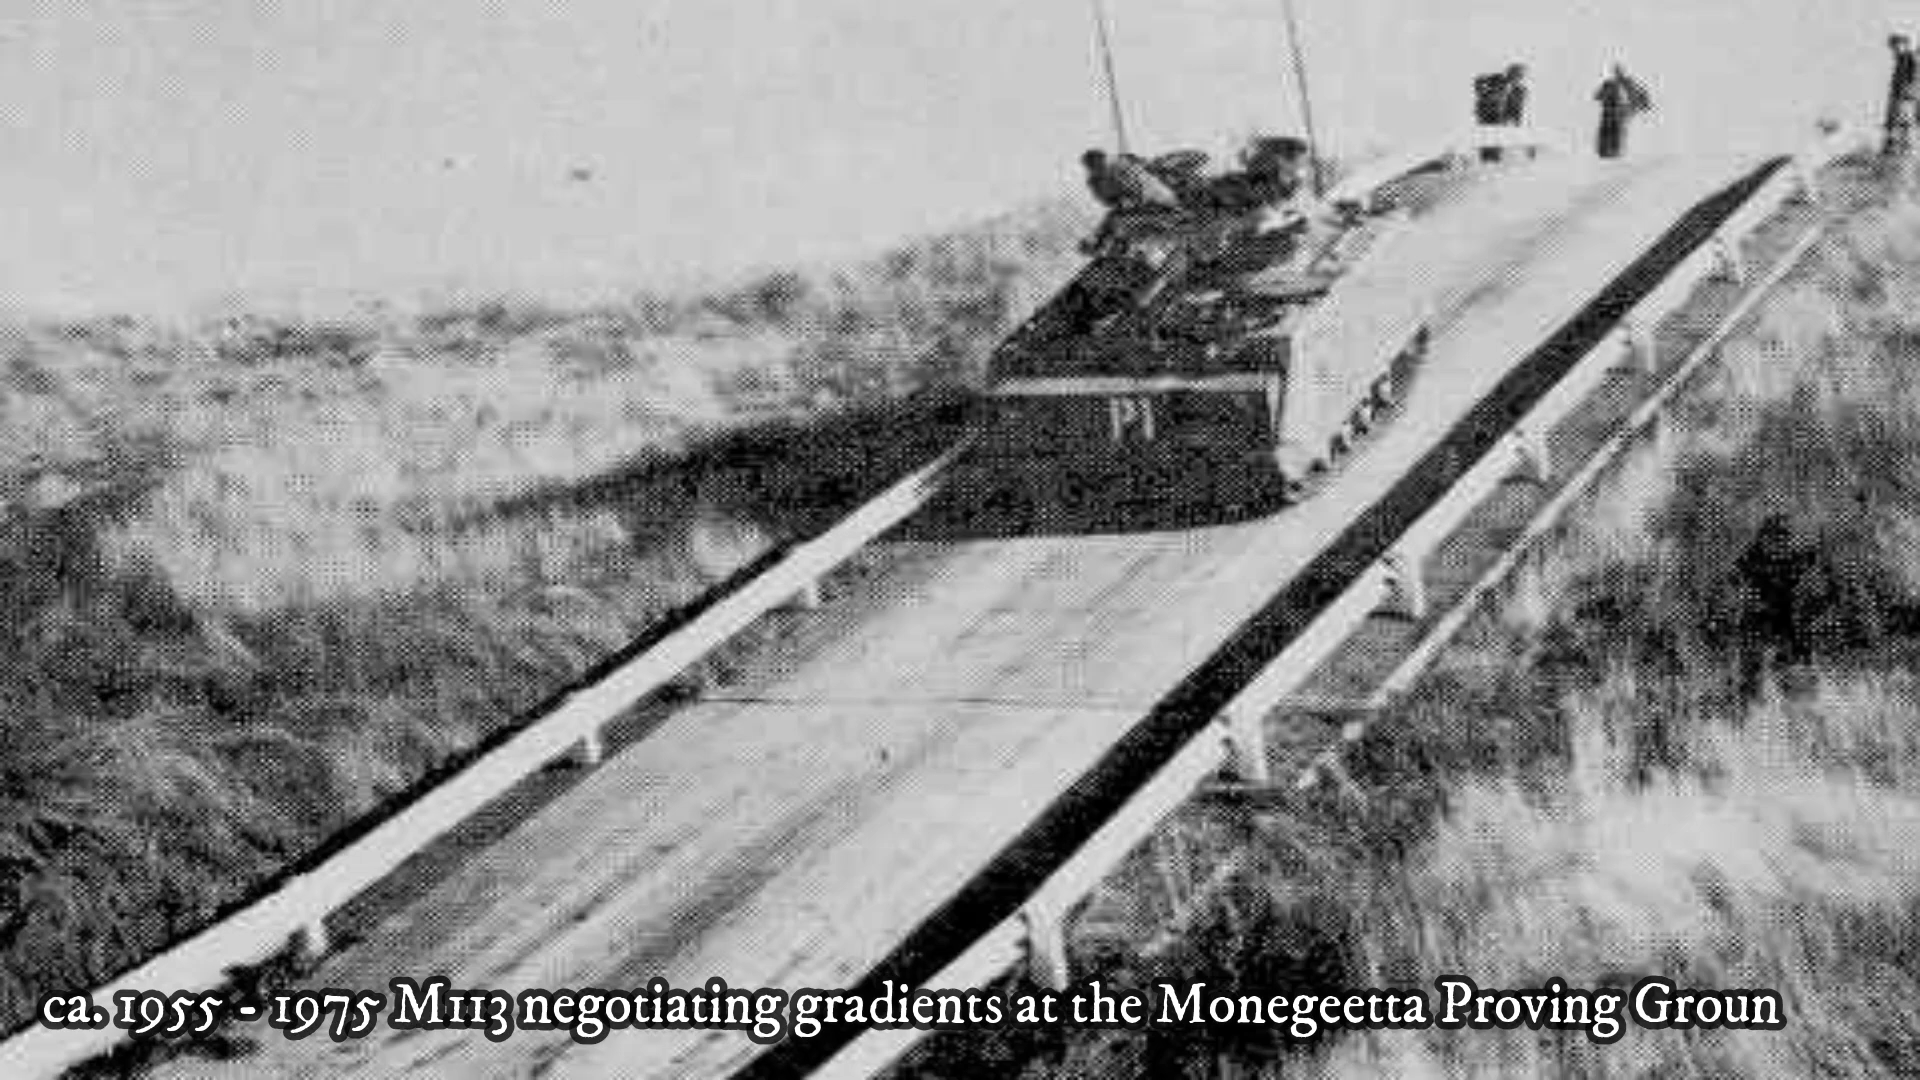 P1
ca. 1955 - 1975 M113 negotiating gradients at the Monegeetta Proving Groun